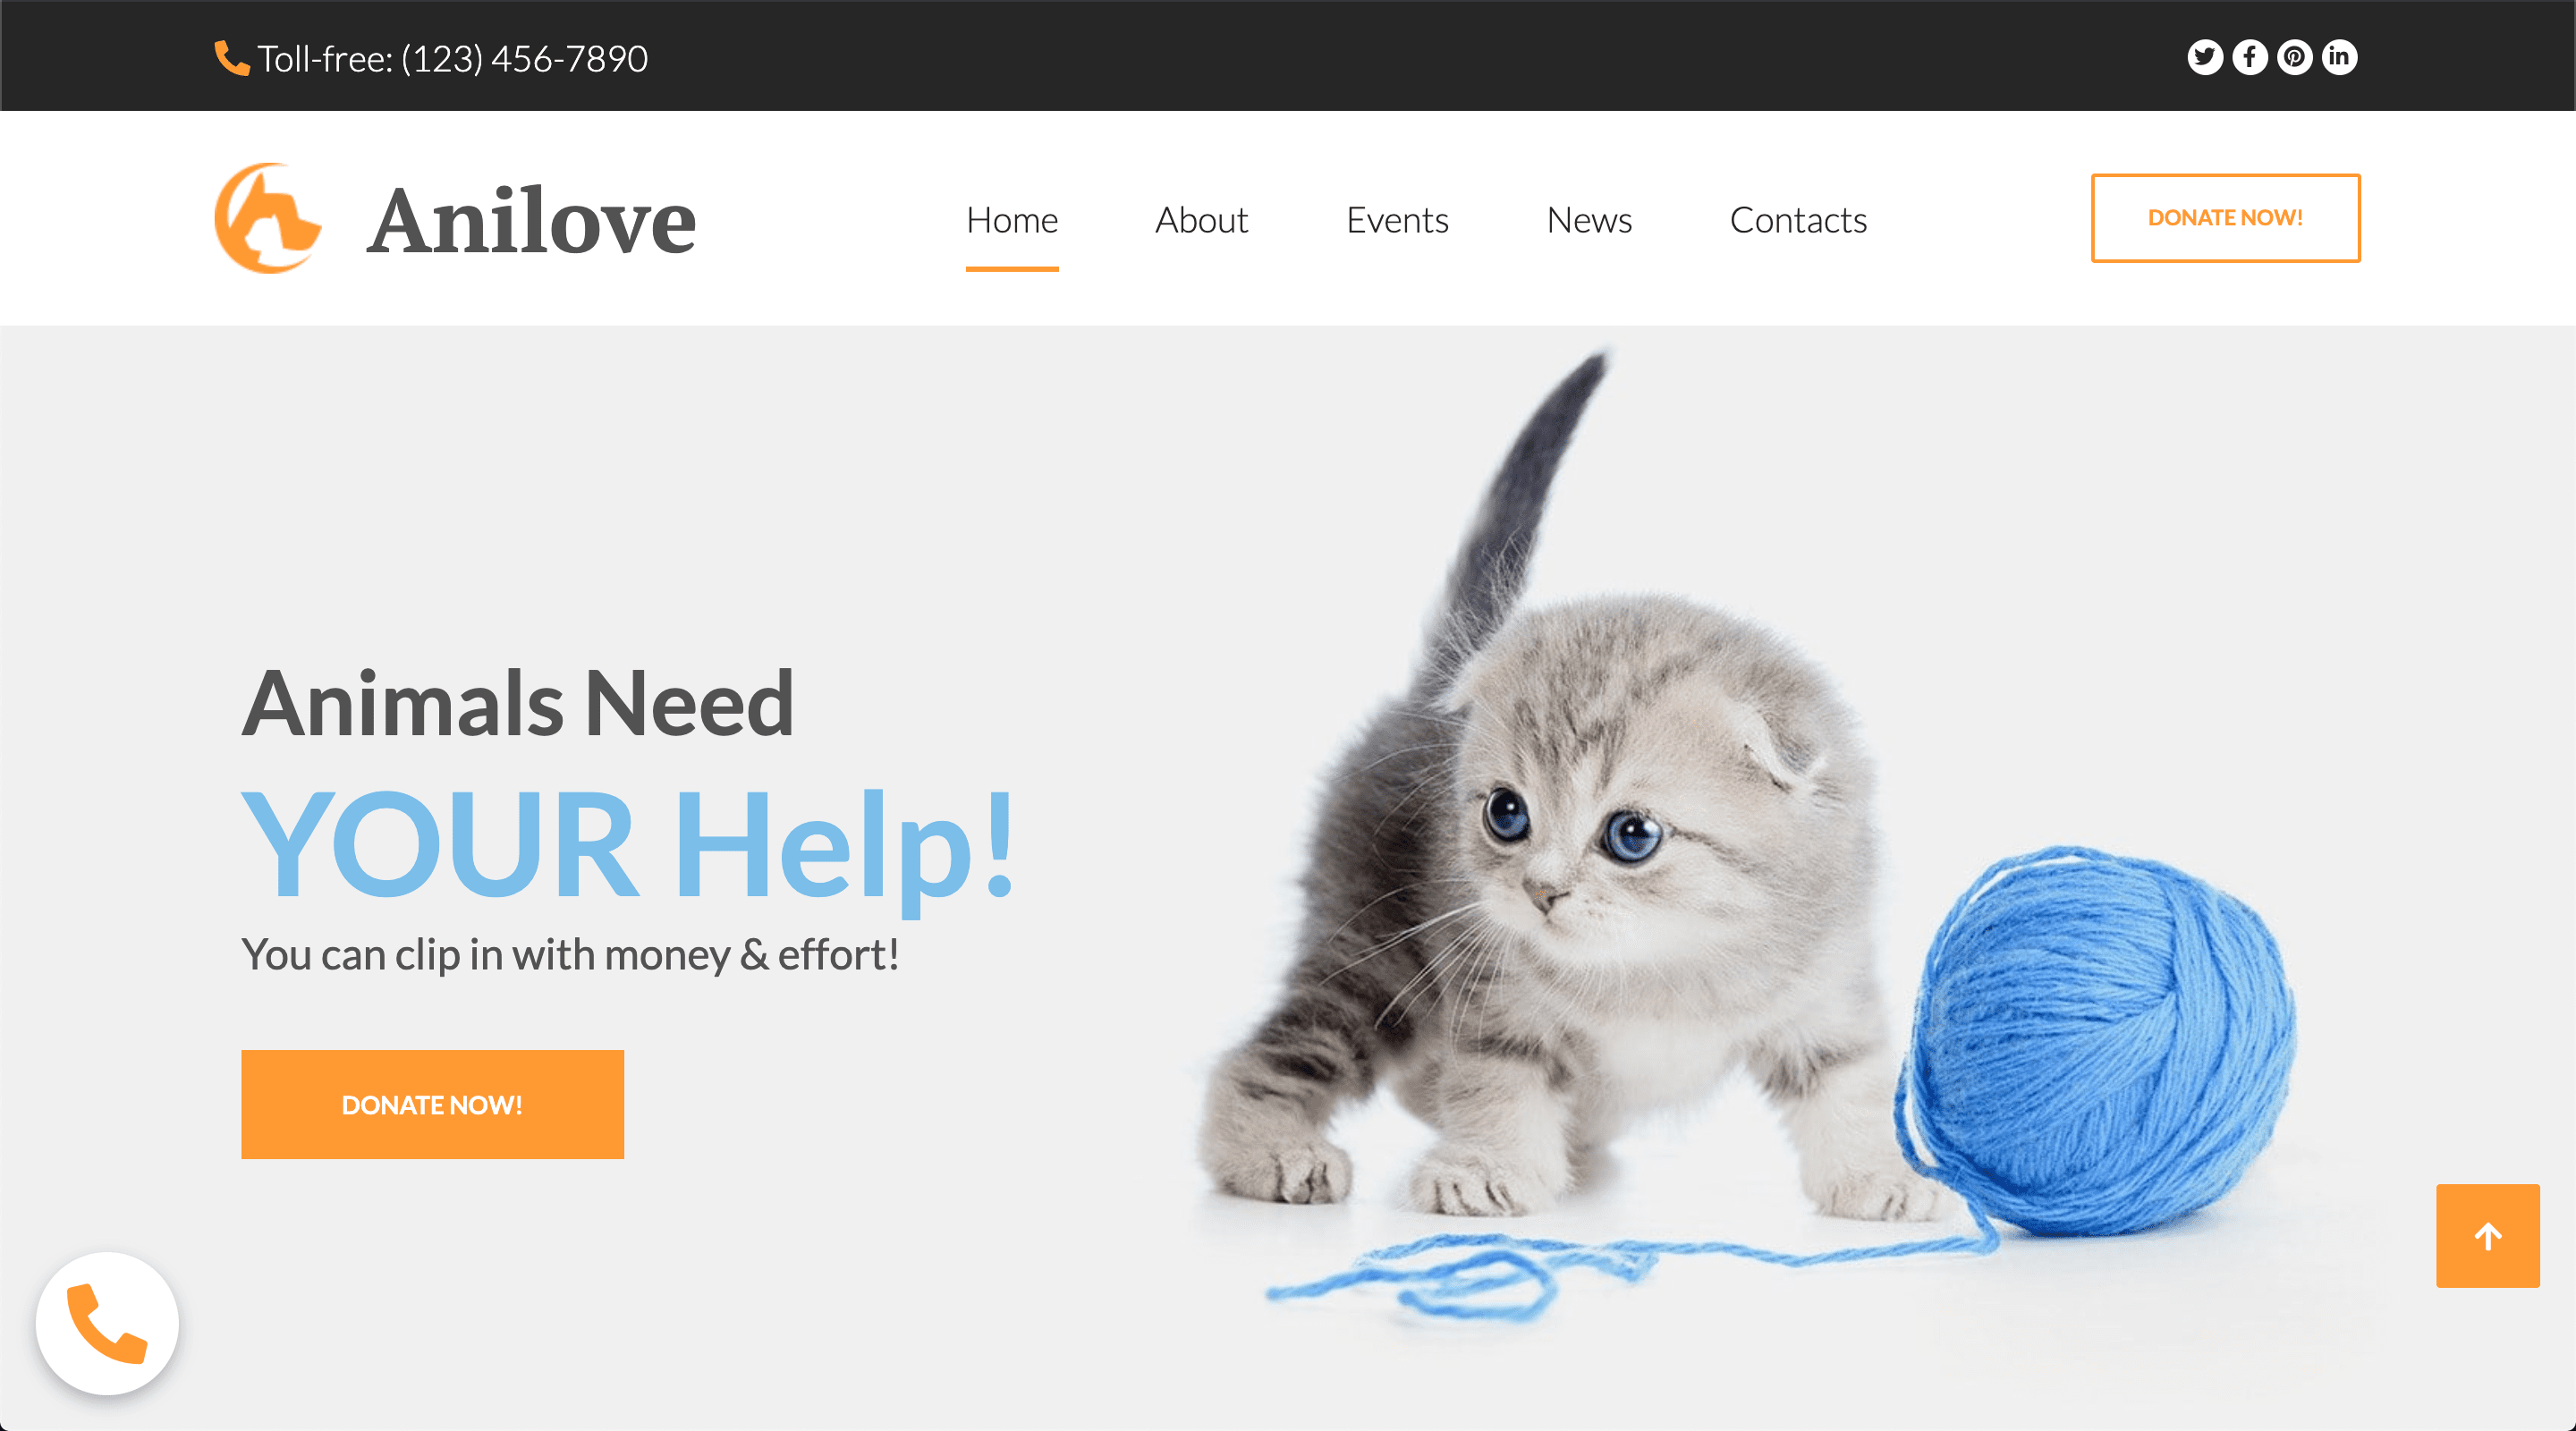 Toll-free: (123) 456-7890
Anilove
Home
About
Events
News
Contacts
DONATE NOW!
Animals Need
YOUR Help!
You can clip in with money & effort!
DONATE NOW!